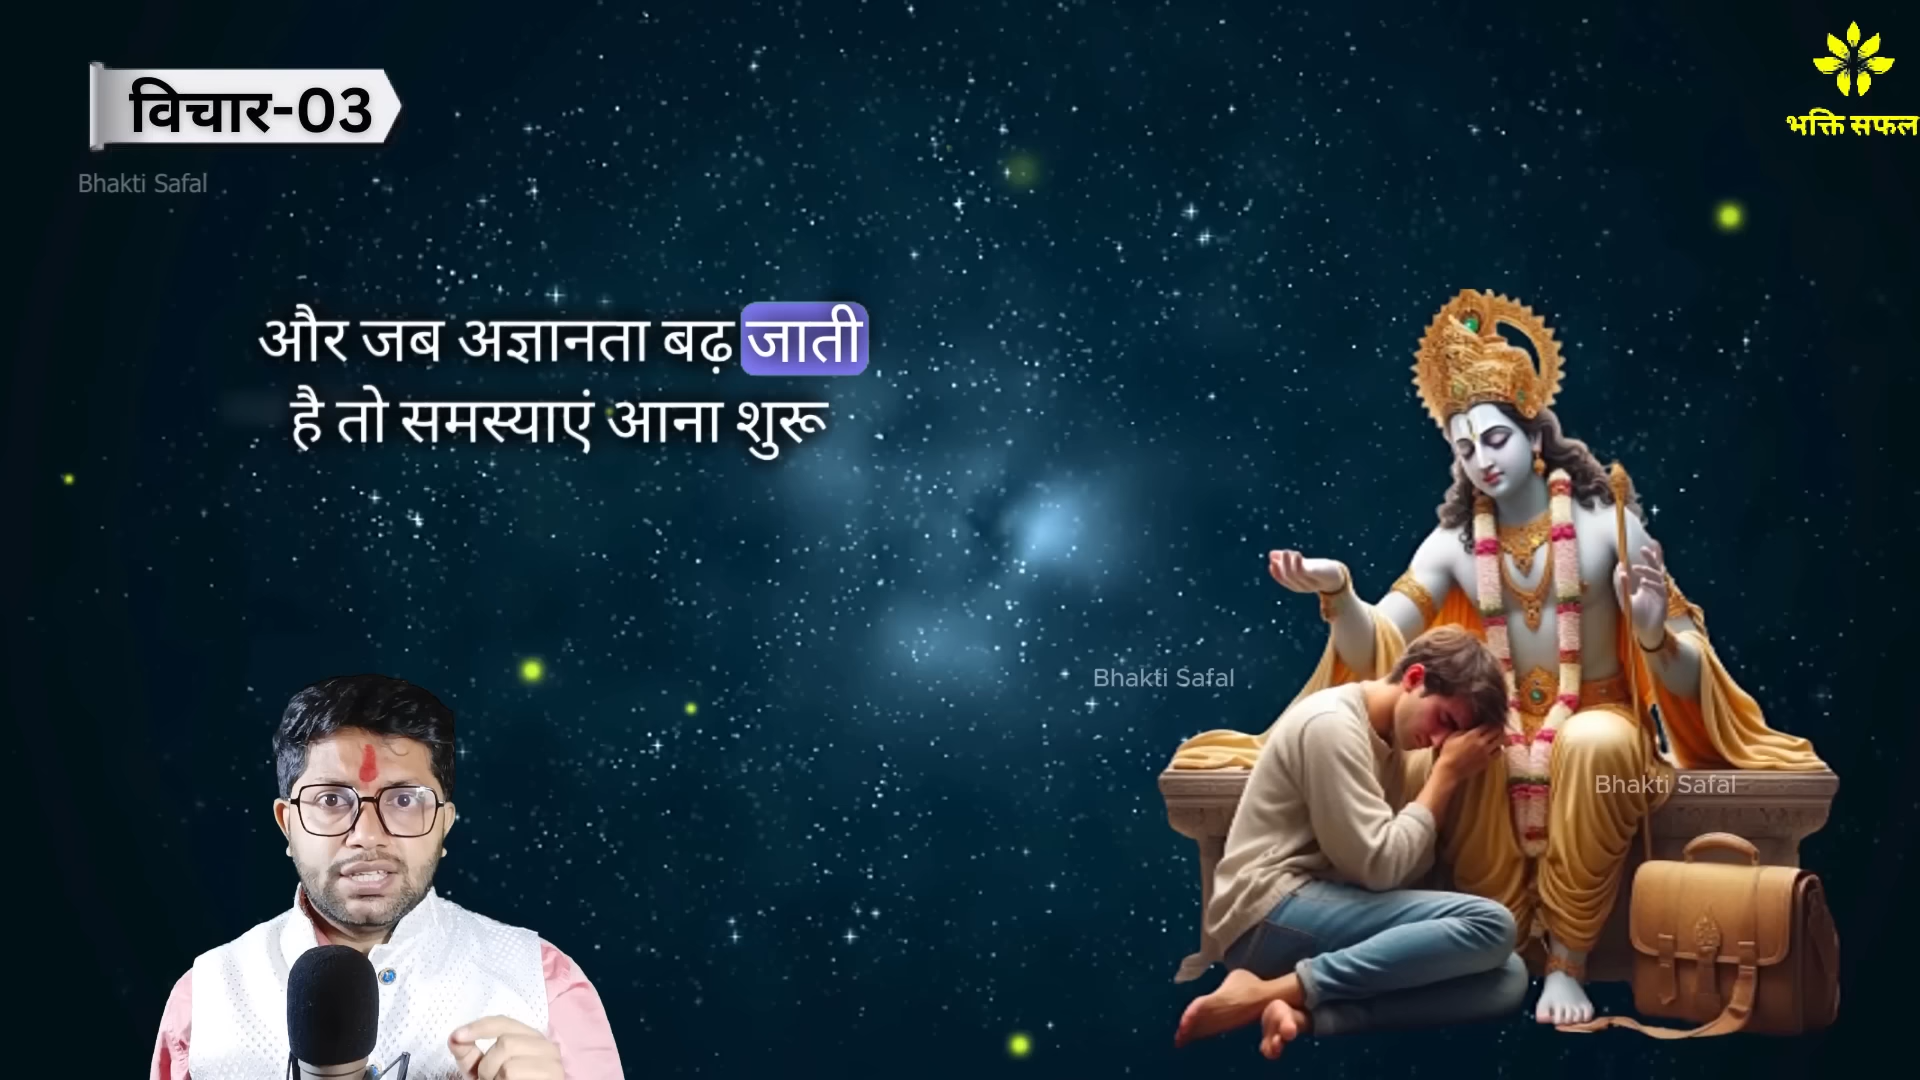 विचार-03
भक्ति सफल
Bhakti Safal
और जब अज्ञानता बढ़ जाती
है तो समस्याएं आना शुरू
Bhakti Safal
Bhakti Safal